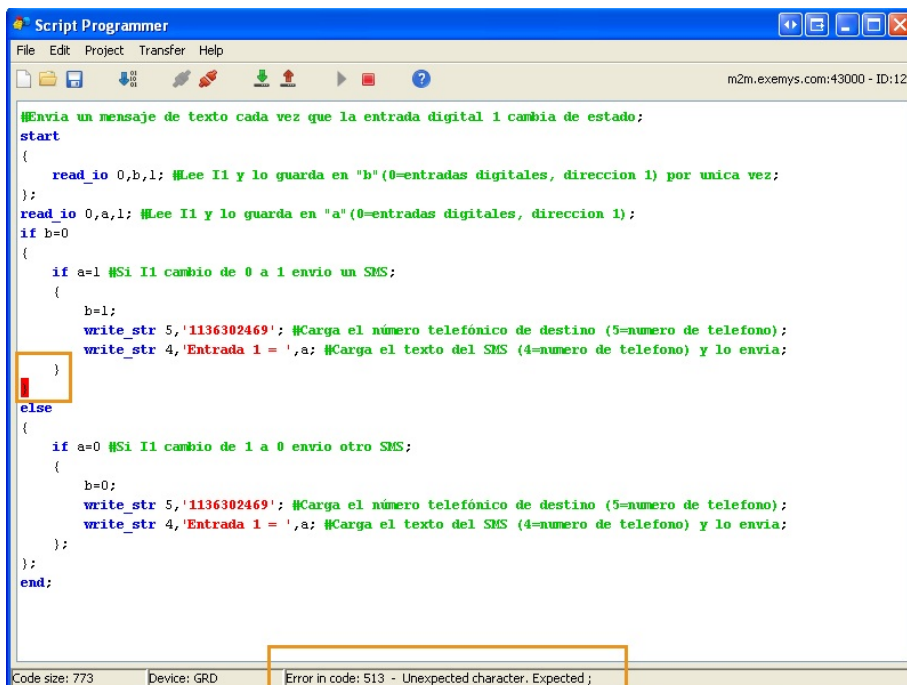 Script Programmer
File Edit Project Transfer Help
m2m.exemys.com:43000 - ID:12
#Envia un mensaje de texto cada vez que la entrada digital 1 cambia de estado;
start
{
read_io 0,b,1; #Lee I1 y lo guarda en "b"(0=entradas digitales, direccion 1) por unica vez;
};
read_io 0,a,1; #Lee I1 y lo guarda en "a"(0=entradas digitales, direccion 1);
if b=0
{
if a=1 #Si I1 cambio de 0 a 1 envio un SMS;
{
b=1;
write_str 5,'1136302469'; #Carga el número telefónico de destino (5=numero de telefono);
write_str 4,'Entrada 1 = ',a; #Carga el texto del SMS (4=numero de telefono) y lo envia;
}
}
else
{
if a=0 #Si I1 cambio de 1 a 0 envio otro SMS;
{
b=0;
write_str 5,'1136302469'; #Carga el número telefónico de destino (5=numero de telefono);
write_str 4,'Entrada 1 = ',a; #Carga el texto del SMS (4=numero de telefono) y lo envia;
};
};
end;
Code size: 773 Device: GRD Error in code: 513 - Unexpected character. Expected ;